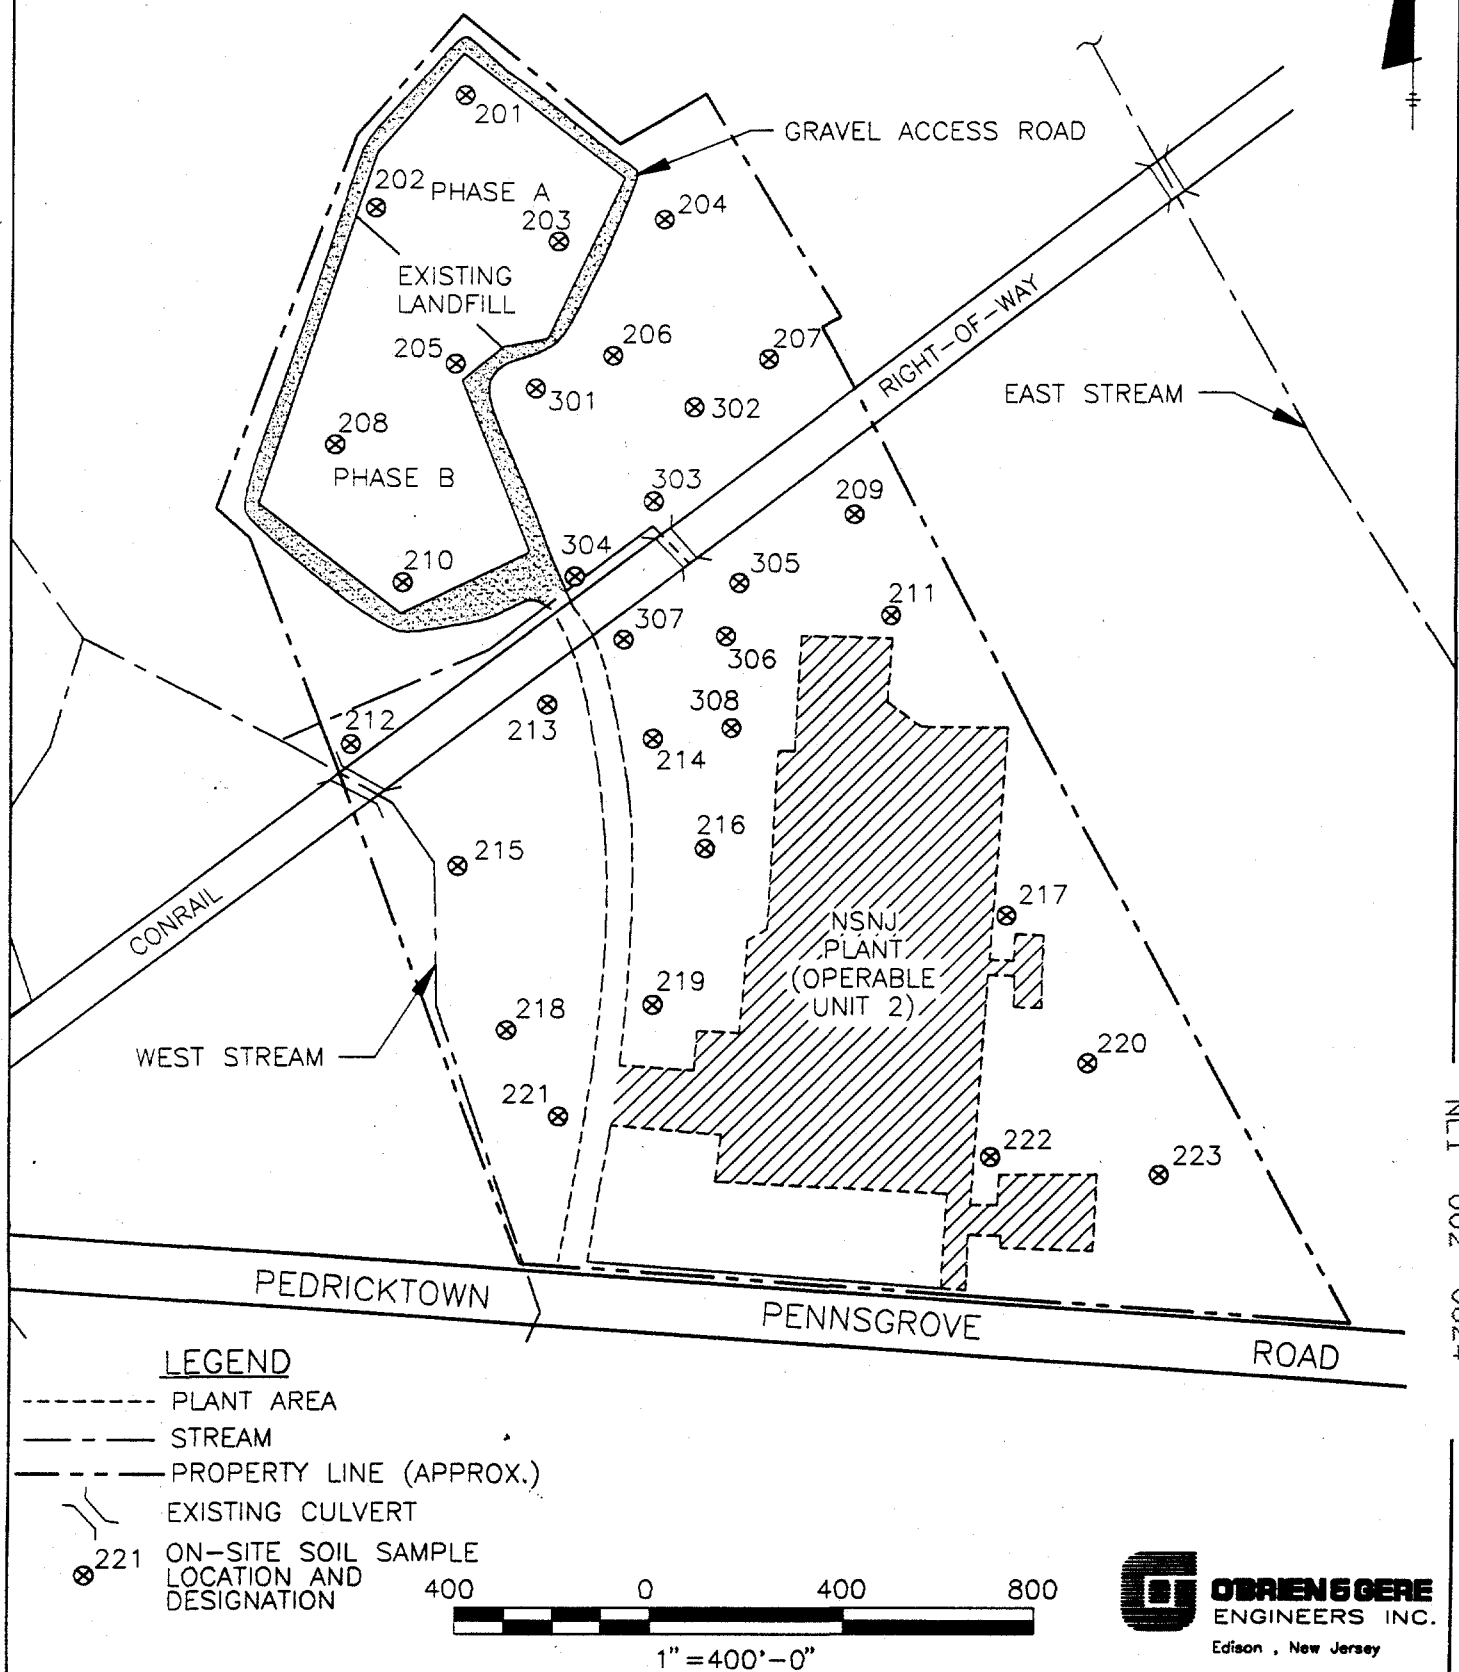 201
GRAVEL ACCESS ROAD
202
PHASE A
203
204
EXISTING
LANDFILL
205
206
207
301
302
RIGHT-OF-WAY
EAST STREAM
208
PHASE B
303
209
210
304
305
211
307
306
212
213
308
214
215
216
CONRAIL
217
NSNJ
PLANT
(OPERABLE
UNIT 2)
218
219
WEST STREAM
220
221
222
223
PEDRICKTOWN
PENNSGROVE
ROAD
LEGEND
PLANT AREA
STREAM
PROPERTY LINE (APPROX.)
EXISTING CULVERT
221
ON-SITE SOIL SAMPLE
LOCATION AND
DESIGNATION
400 0 400 800
1"=400'-0"
O'BRIEN & GERE
ENGINEERS INC.
Edison , New Jersey
NLI 002